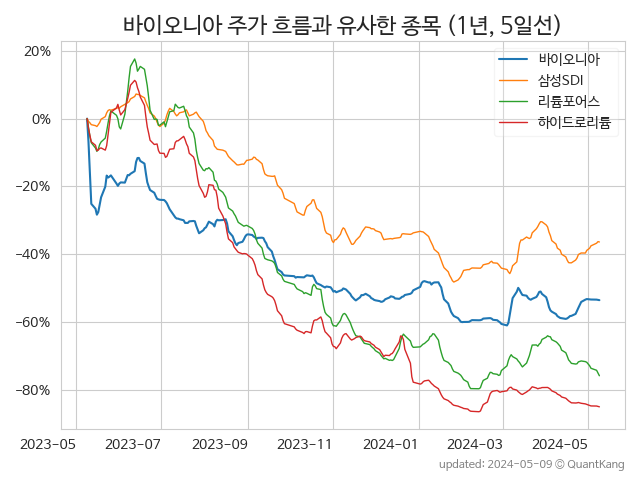 바이오니아 주가 흐름과 유사한 종목 (1년, 5일선)
바이오니아
삼성SDI
리튬포어스
하이드로리튬
20%
0%
−20%
−40%
−60%
−80%
2023-05 2023-07 2023-09 2023-11 2024-01 2024-03 2024-05
updated: 2024-05-09 © QuantKang